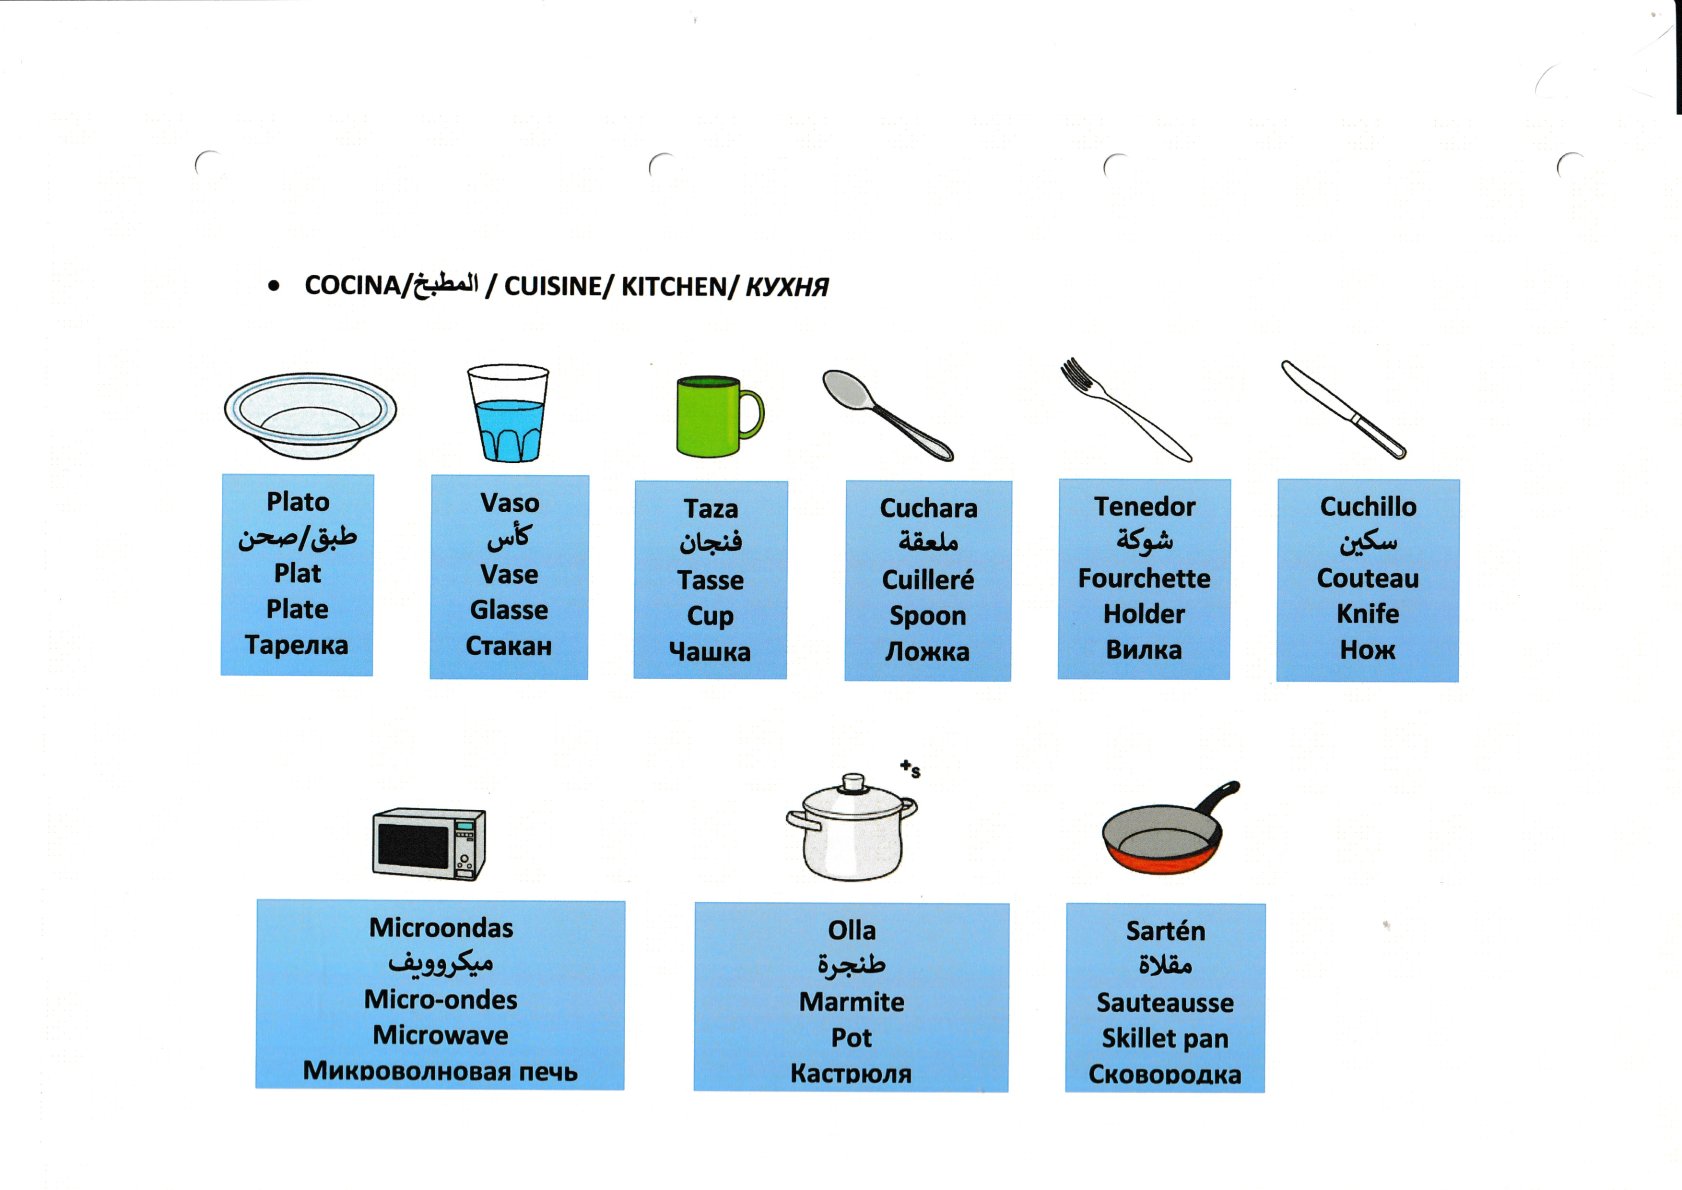 • COCINA/المطبخ / CUISINE/ KITCHEN/ КУХНЯ
Plato
طبق/صحن
Plat
Plate
Тарелка
Vaso
كأس
Vase
Glasse
Стакан
Taza
فنجان
Tasse
Cup
Чашка
Cuchara
ملعقة
Cuilleré
Spoon
Ложка
Tenedor
شوكة
Fourchette
Holder
Вилка
Cuchillo
سكين
Couteau
Knife
Нож
Microondas
ميكروويف
Micro-ondes
Microwave
Микроволновая печь
+s
Olla
طنجرة
Marmite
Pot
Кастрюля
Sartén
مقلاة
Sauteausse
Skillet pan
Сковородка